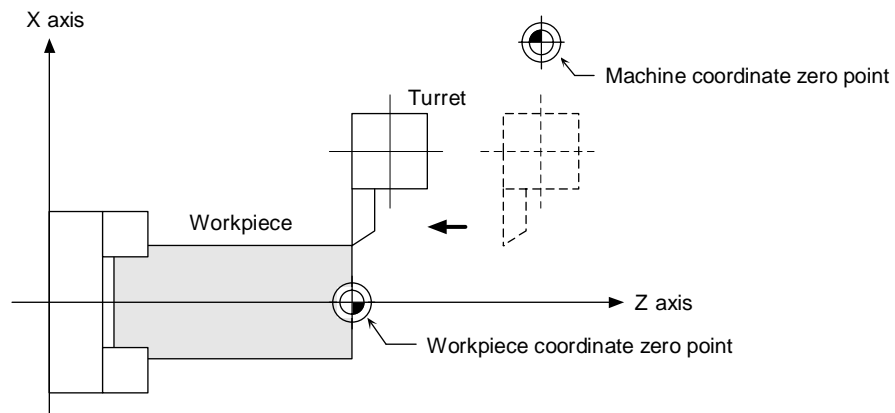 X axis
Machine coordinate zero point
Turret
Workpiece
Z axis
Workpiece coordinate zero point